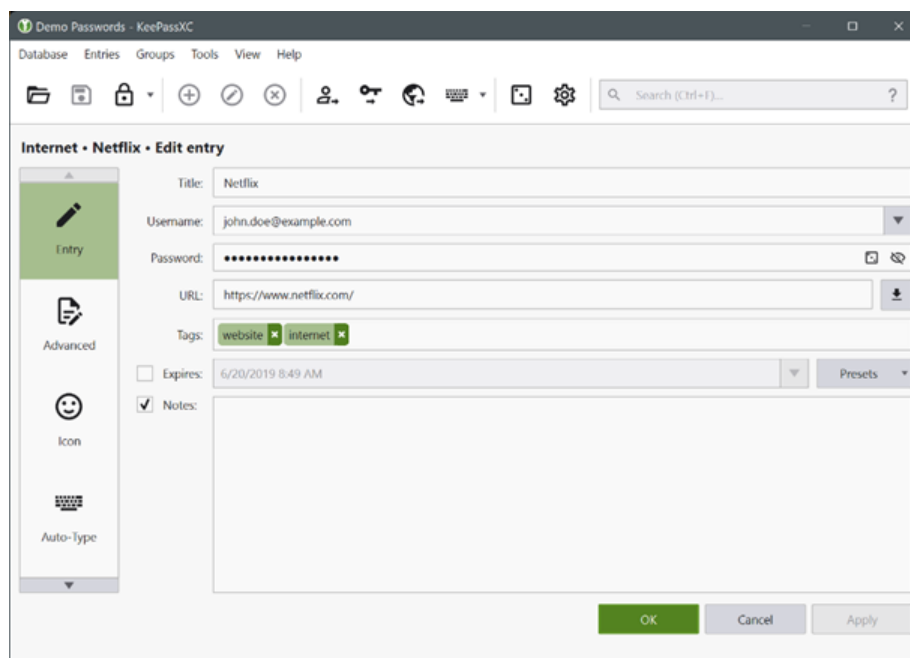 Demo Passwords - KeePassXC
Database Entries Groups Tools View Help
Search (Ctrl+F)... ?
Internet • Netflix • Edit entry
Title: Netflix
Entry
Username: john.doe@example.com
Password: ••••••••••••••••
URL: https://www.netflix.com/
Advanced
Tags: website × internet ×
Expires: 6/20/2019 8:49 AM Presets
Notes:
Icon
Auto-Type
OK Cancel Apply